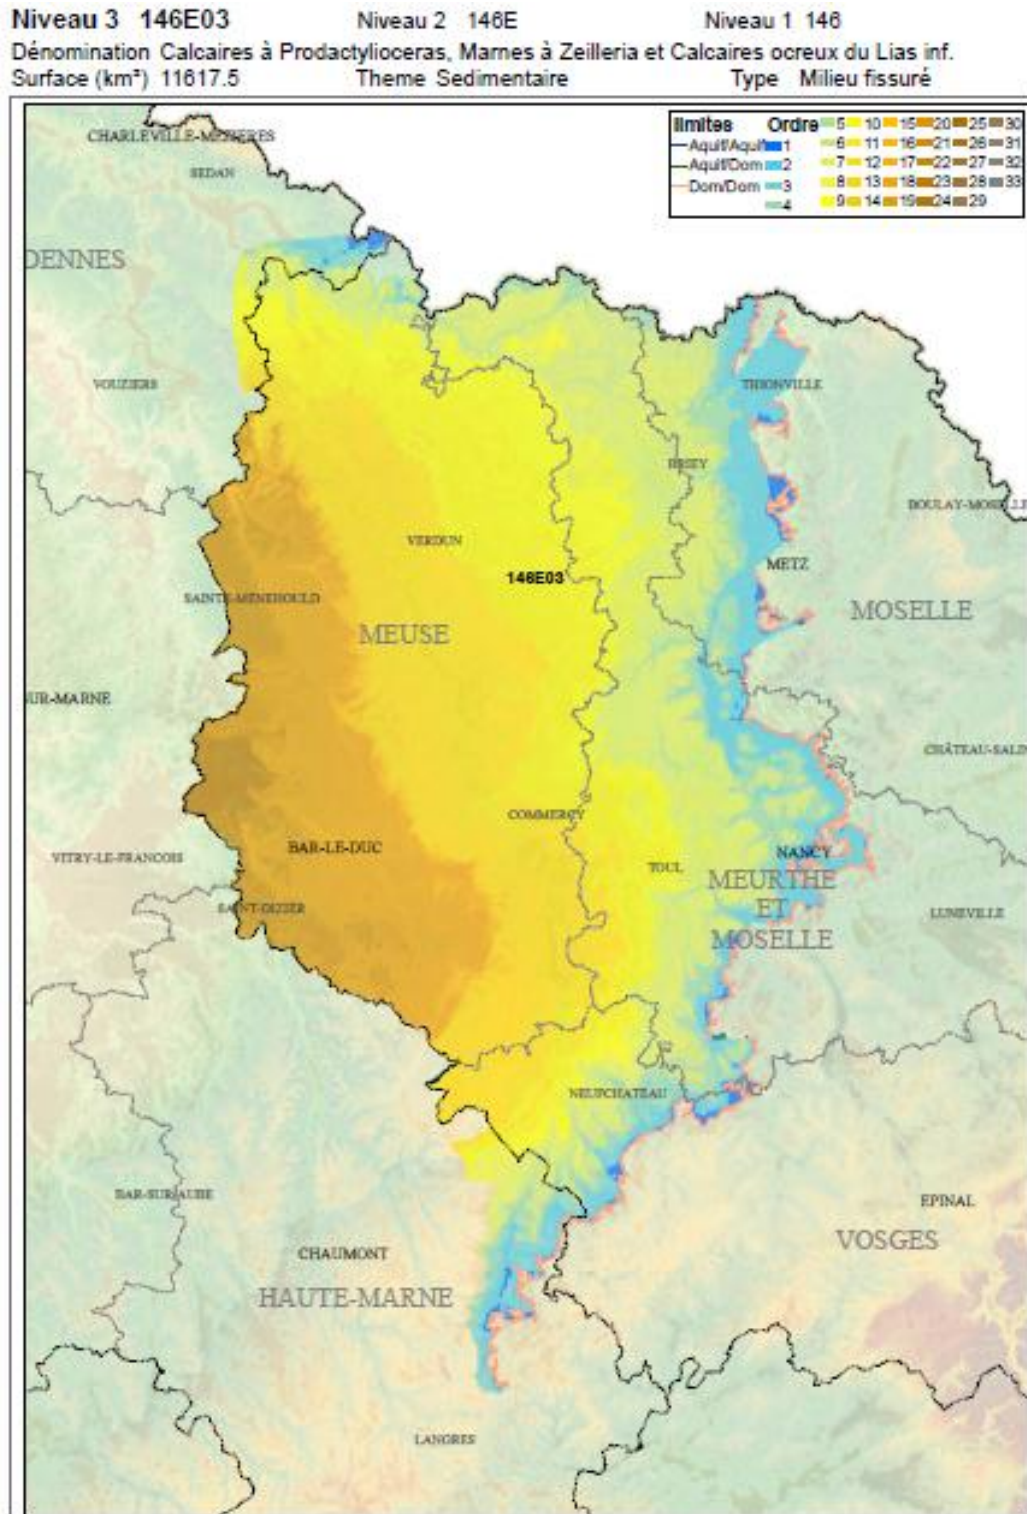 Niveau 3 146E03 Niveau 2 146E Niveau 1 146
Dénomination Calcaires à Prodactylioceras, Marnes à Zeilleria et Calcaires ocreux du Lias inf.
Surface (km²) 11617.5 Theme Sedimentaire Type Milieu fissuré
limites Ordre
Aquif/Aquif
Aquif/Dom
Dom/Dom
1
2
3
4
5 10 15 20 25 30
6 11 16 21 26 31
7 12 17 22 27 32
8 13 18 23 28 33
9 14 19 24 29
CHARLEVILLE-MEZIERES
SEDAN
DENNES
VOUZIERS
THIONVILLE
BRIEY
BOULAY-MOSELLE
VERDUN
146E03
METZ
SAINTE-MENEHOULD
MEUSE
MOSELLE
UR-MARNE
CHÂTEAU-SALIN
COMMERCY
BAR-LE-DUC
VITRY-LE-FRANCOIS
TOUL
NANCY
MEURTHE
ET
MOSELLE
SAINT-DIZIER
LUNEVILLE
NEUFCHATEAU
BAR-SUR-AUBE
EPINAL
CHAUMONT
VOSGES
HAUTE-MARNE
LANGRES